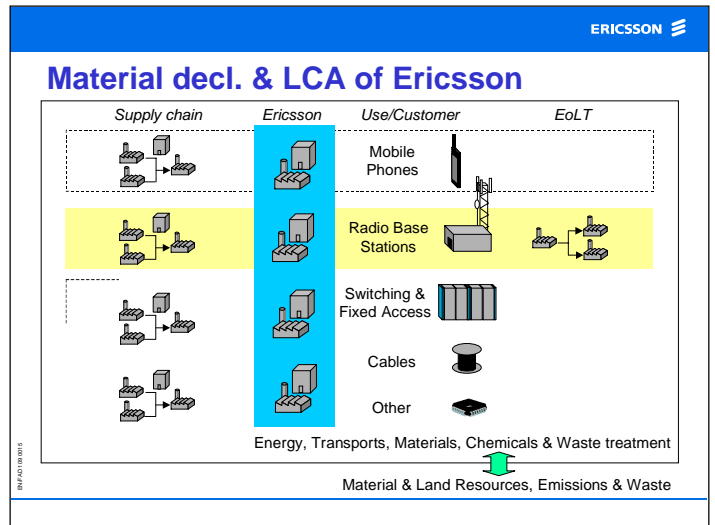 ERICSSON
Material decl. & LCA of Ericsson
Supply chain Ericsson Use/Customer EoLT
Mobile
Phones
Radio Base
Stations
Switching &
Fixed Access
Cables
Other
Energy, Transports, Materials, Chemicals & Waste treatment
Material & Land Resources, Emissions & Waste